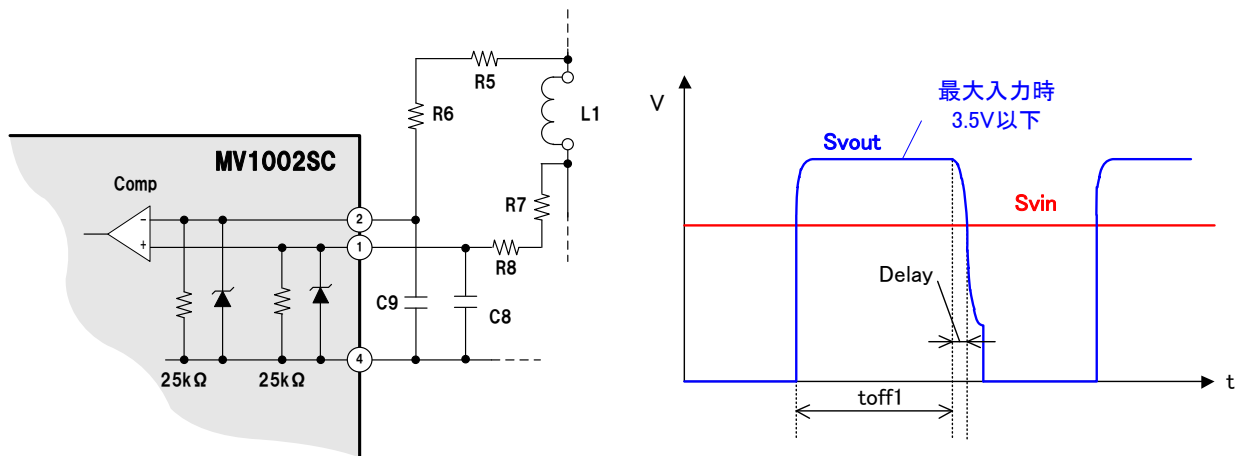 R5
R6
L1
MV1002SC
Comp
R7
R8
2
1
-
+
C9
C8
4
25kΩ
25kΩ
V
最大入力時
3.5V以下
Svout
Svin
Delay
toff1
t